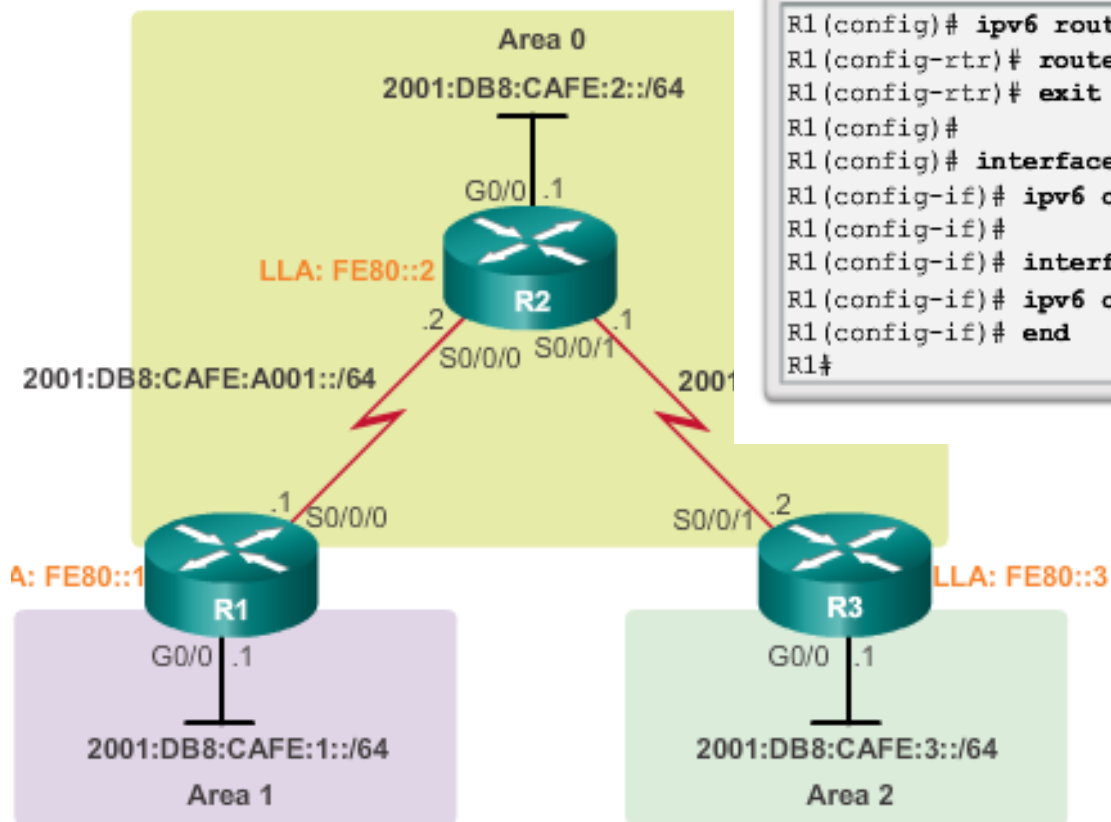 Area 0
2001:DB8:CAFE:2::/64
G0/0 .1
LLA: FE80::2
R2
.2
S0/0/0
.1
S0/0/1
2001:DB8:CAFE:A001::/64
2001
.1
S0/0/0
.2
S0/0/1
A: FE80::1
R1
LLA: FE80::3
R3
G0/0 .1
G0/0 .1
2001:DB8:CAFE:1::/64
Area 1
2001:DB8:CAFE:3::/64
Area 2
R1(config)# ipv6 rout
R1(config-rtr)# route
R1(config-rtr)# exit
R1(config)#
R1(config)# interface
R1(config-if)# ipv6 o
R1(config-if)#
R1(config-if)# interf
R1(config-if)# ipv6 o
R1(config-if)# end
R1#